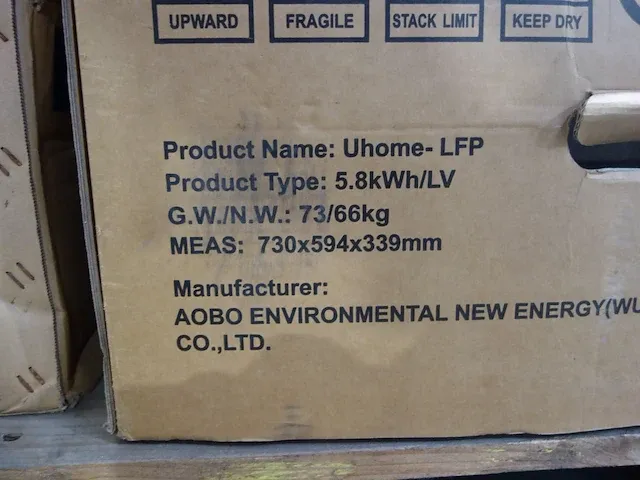 UPWARD FRAGILE STACK LIMIT KEEP DRY
Product Name: Uhome- LFP
Product Type: 5.8kWh/LV
G.W./N.W.: 73/66kg
MEAS: 730x594x339mm
Manufacturer:
AOBO ENVIRONMENTAL NEW ENERGY(WU
CO.,LTD.